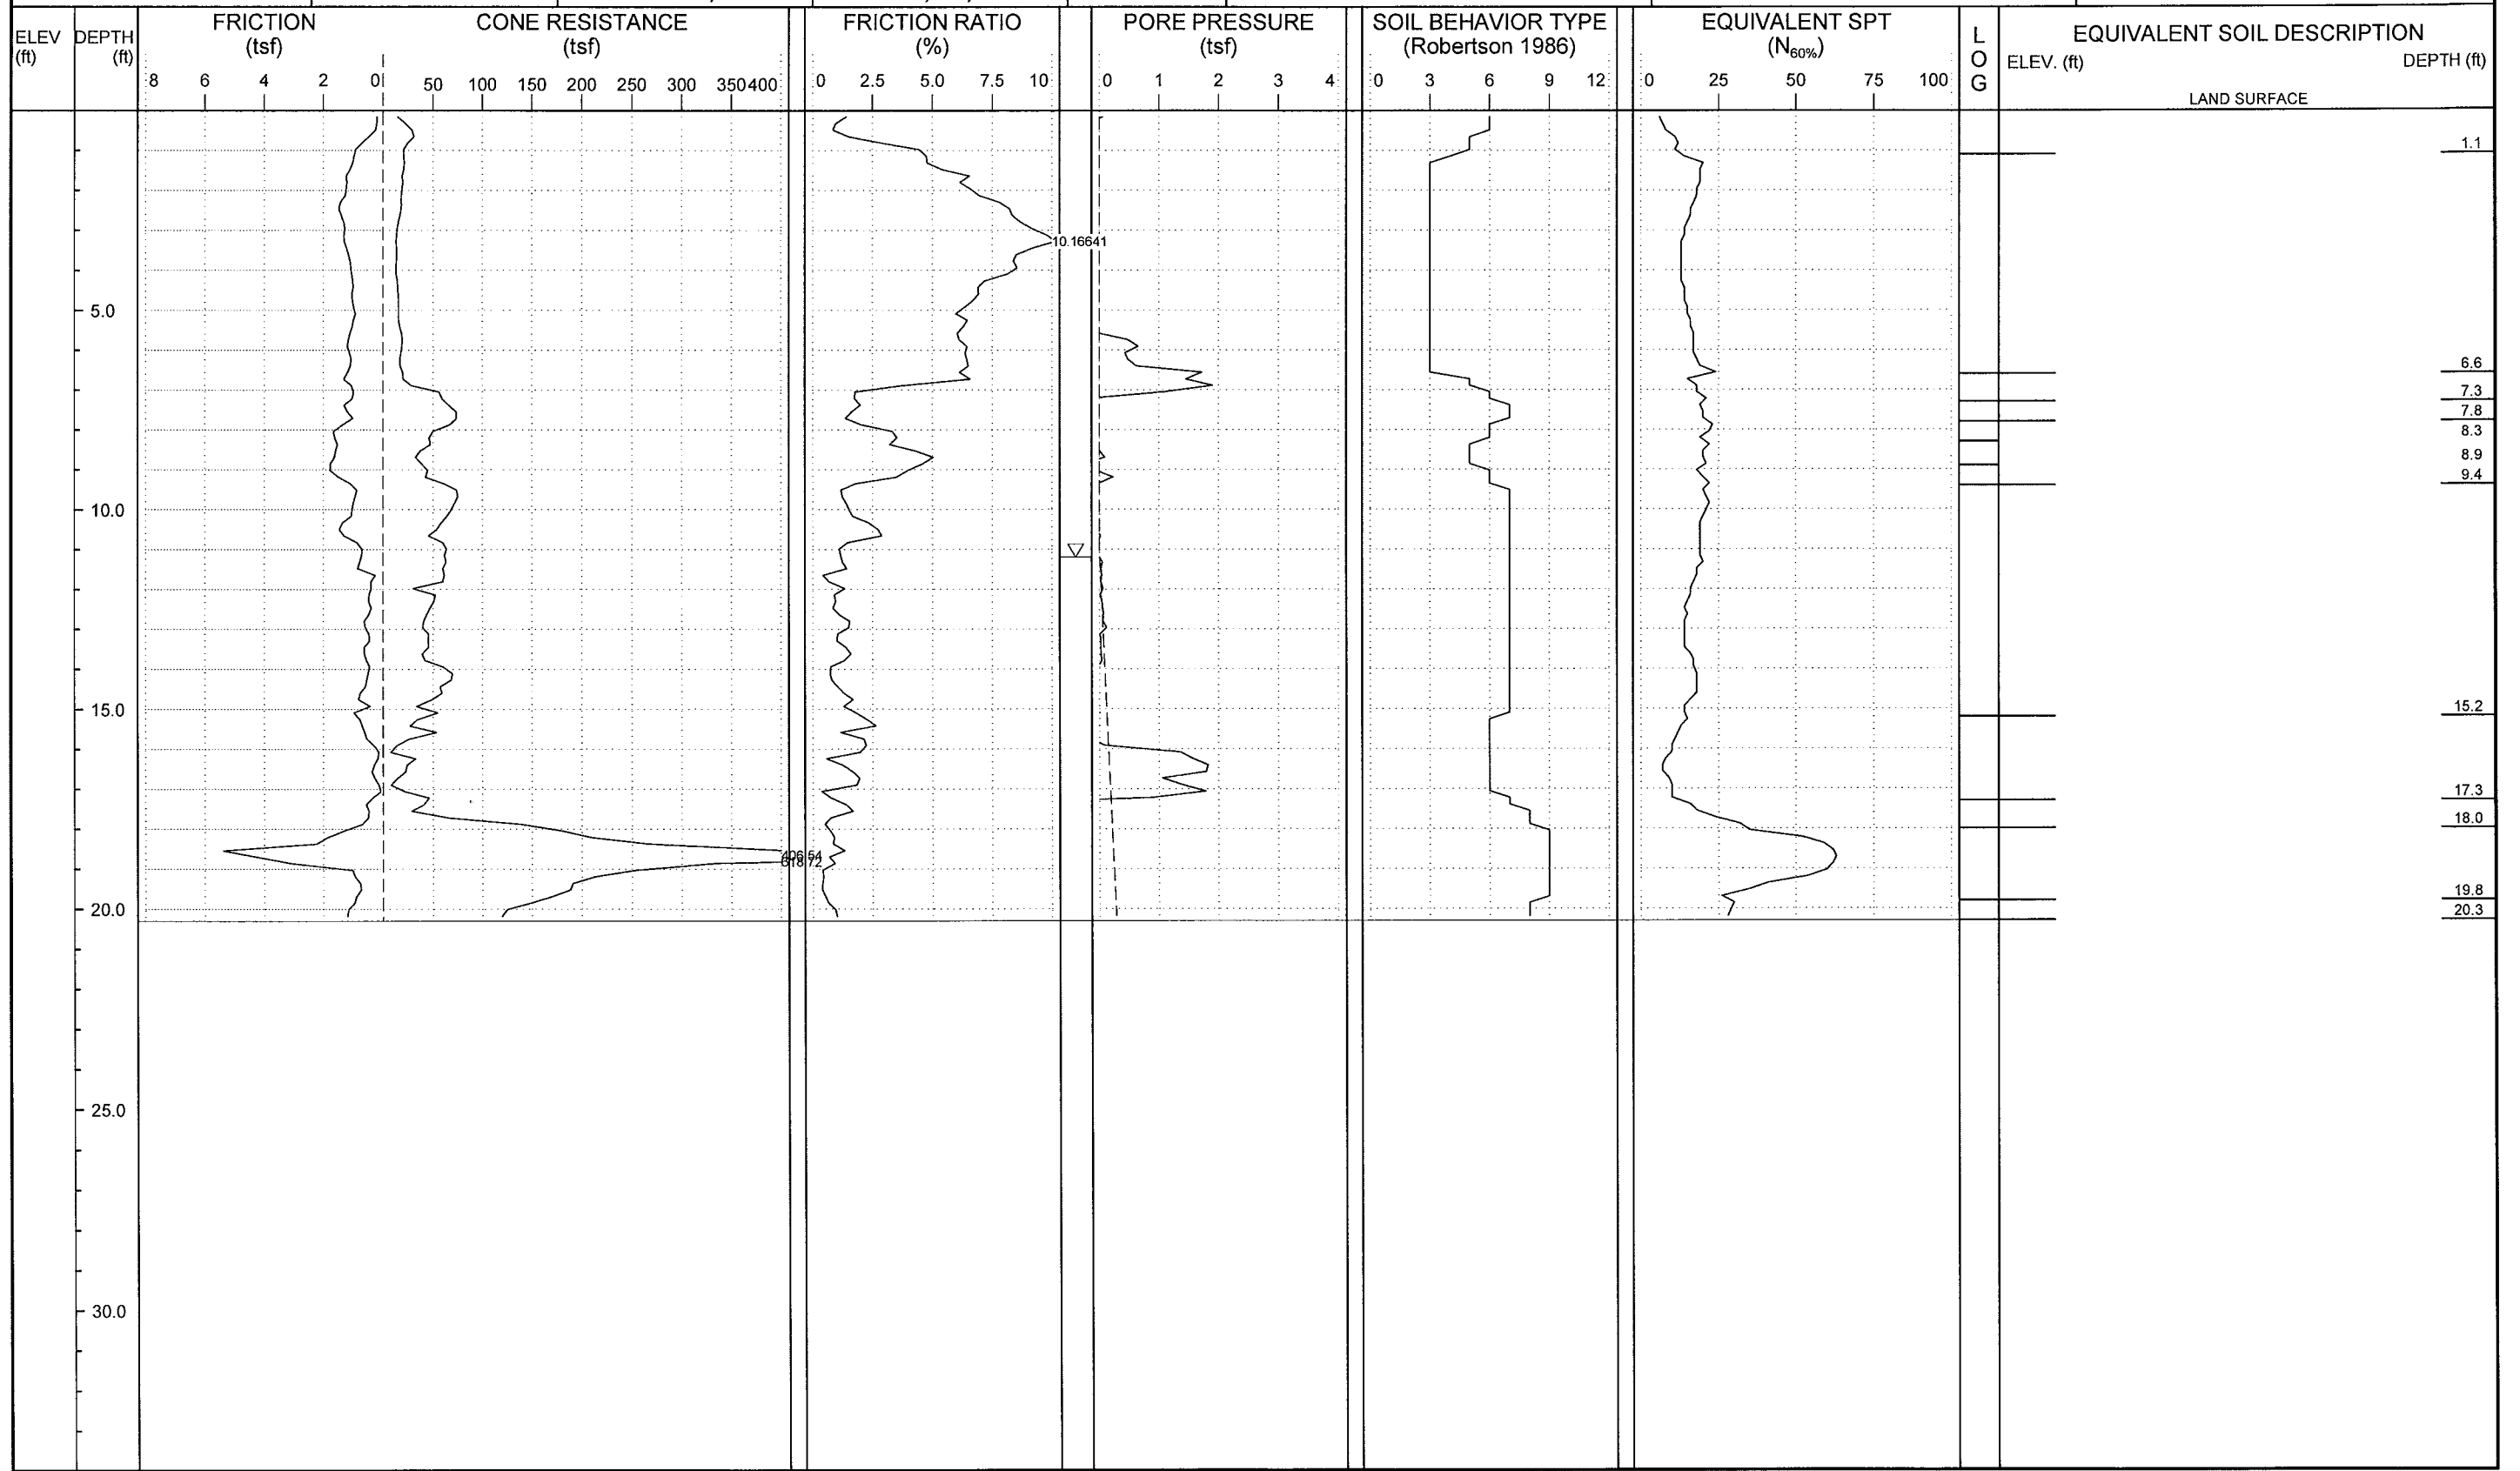 ELEV
(ft)
DEPTH
(ft)
FRICTION
(tsf)
8 6 4 2 0
CONE RESISTANCE
(tsf)
50 100 150 200 250 300 350 400
FRICTION RATIO
(%)
0 2.5 5.0 7.5 10
PORE PRESSURE
(tsf)
0 1 2 3 4
SOIL BEHAVIOR TYPE
(Robertson 1986)
0 3 6 9 12
EQUIVALENT SPT
(N60%)
0 25 50 75 100
L
O
G
EQUIVALENT SOIL DESCRIPTION
ELEV. (ft)
DEPTH (ft)
LAND SURFACE
1.1
10.16641
5.0
6.6
7.3
7.8
8.3
8.9
9.4
10.0
15.0
15.2
17.3
18.0
406.54
19.8
20.0
20.3
25.0
30.0